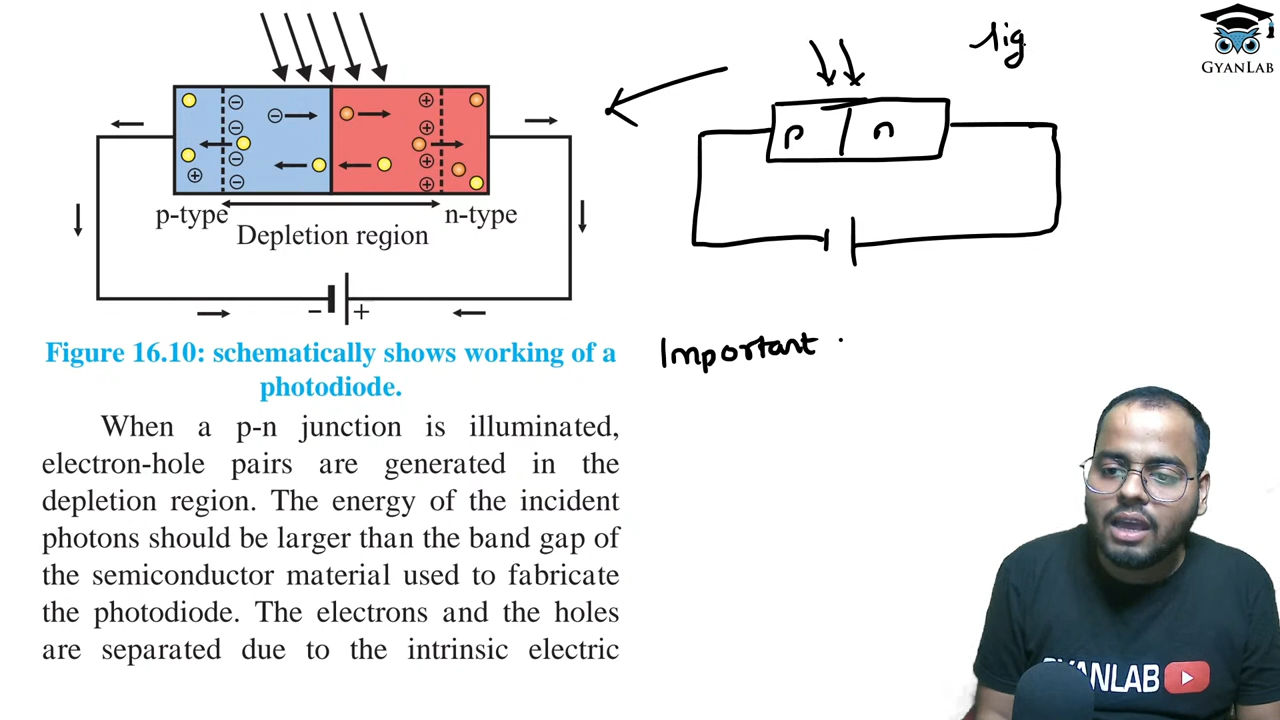 lig
GYANLAB
p n
p-type
n-type
Depletion region
− +
Figure 16.10: schematically shows working of a
photodiode.
Important
When a p-n junction is illuminated,
electron-hole pairs are generated in the
depletion region. The energy of the incident
photons should be larger than the band gap of
the semiconductor material used to fabricate
the photodiode. The electrons and the holes
are separated due to the intrinsic electric
GYANLAB